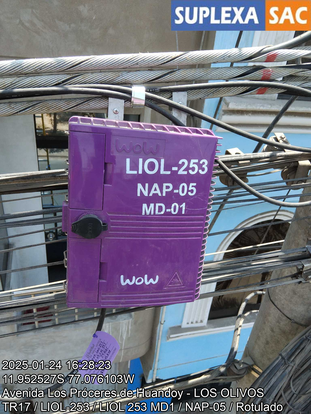 SUPLEXA SAC
WOW
LIOL-253
NAP-05
MD-01
WOW
2025-01-24 16:28:23
11.952527S 77.076103W
Avenida Los Próceres de Huandoy - LOS OLIVOS
TR17 / LIOL-253 / LIOL 253 MD1 / NAP-05 / Rotulado